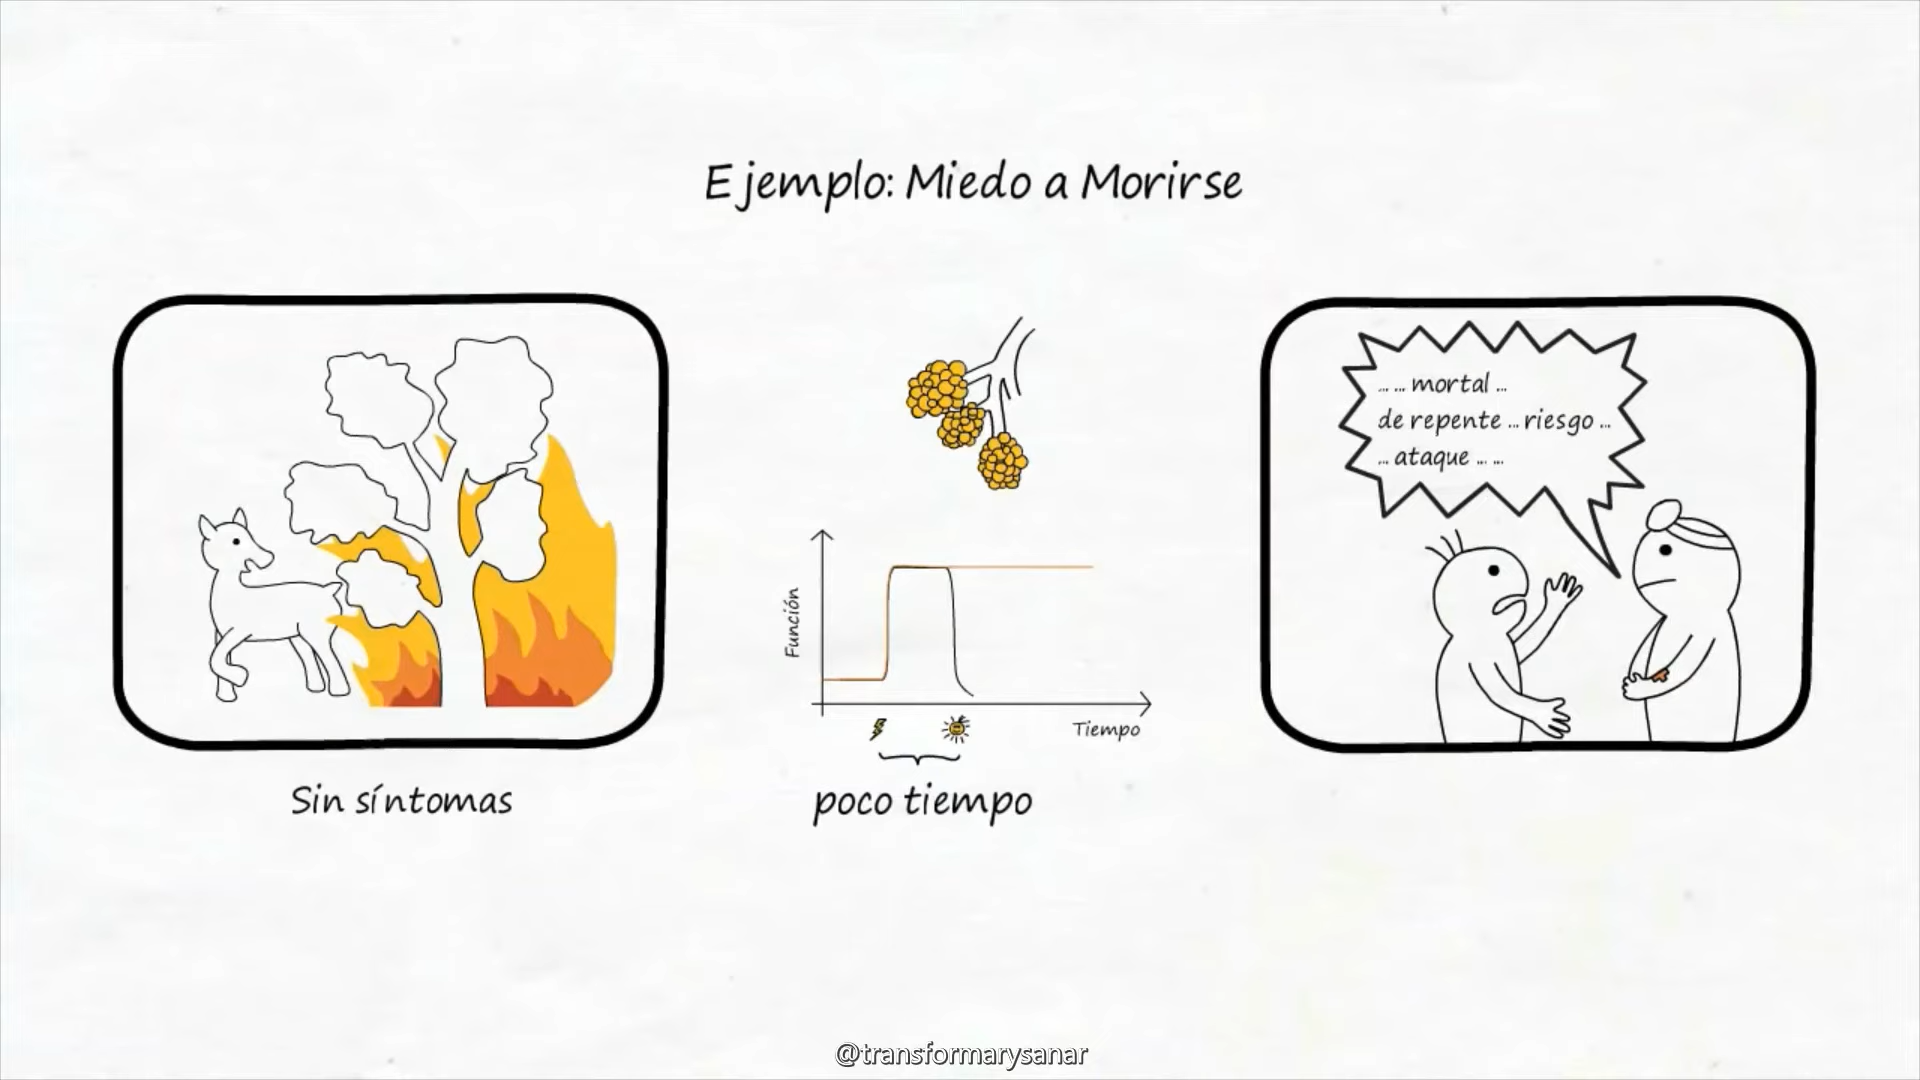 Ejemplo: Miedo a Morirse
... ... mortal ...
de repente ... riesgo ...
... ataque ... ...
Función
Tiempo
Sin síntomas
poco tiempo
@transformarysanar